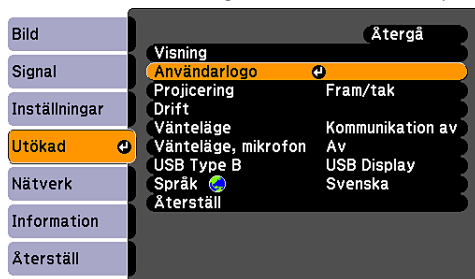 Bild
Signal
Inställningar
Utökad
Nätverk
Information
Återställ
Återgå
Visning
Användarlogo
Projicering Fram/tak
Drift
Vänteläge Kommunikation av
Vänteläge, mikrofon Av
USB Type B USB Display
Språk Svenska
Återställ